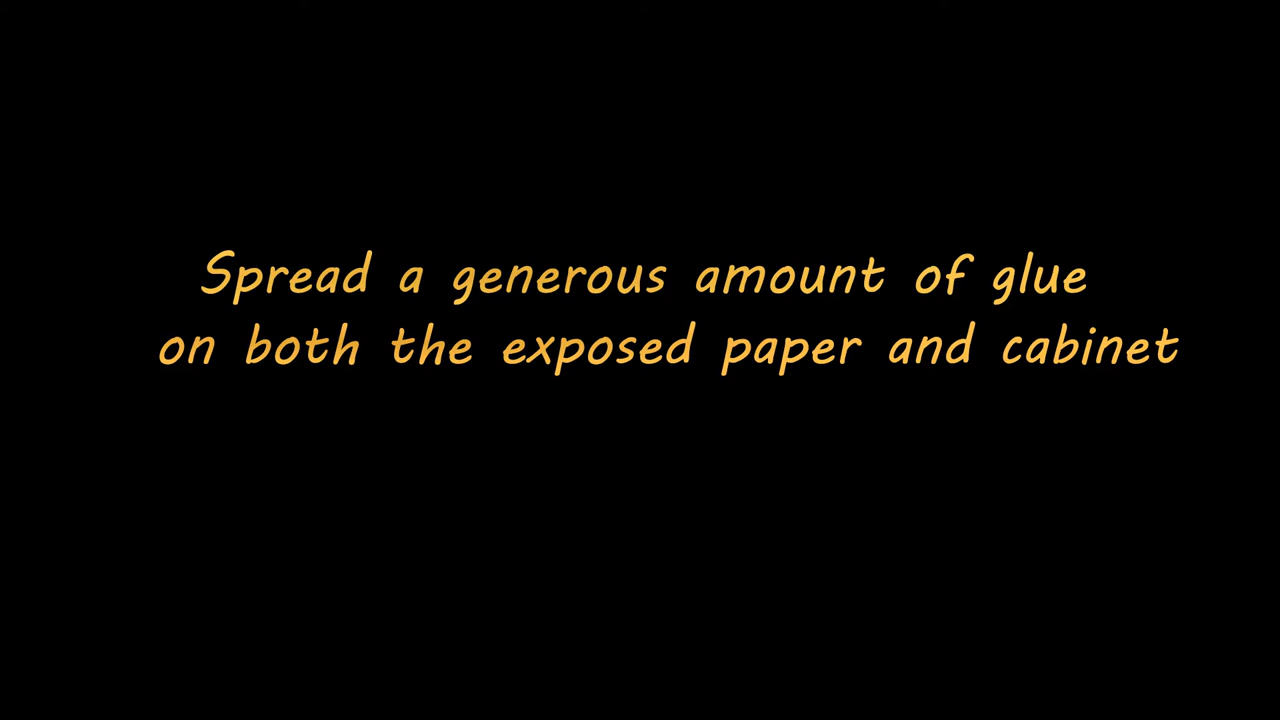 Spread a generous amount of glue
on both the exposed paper and cabinet